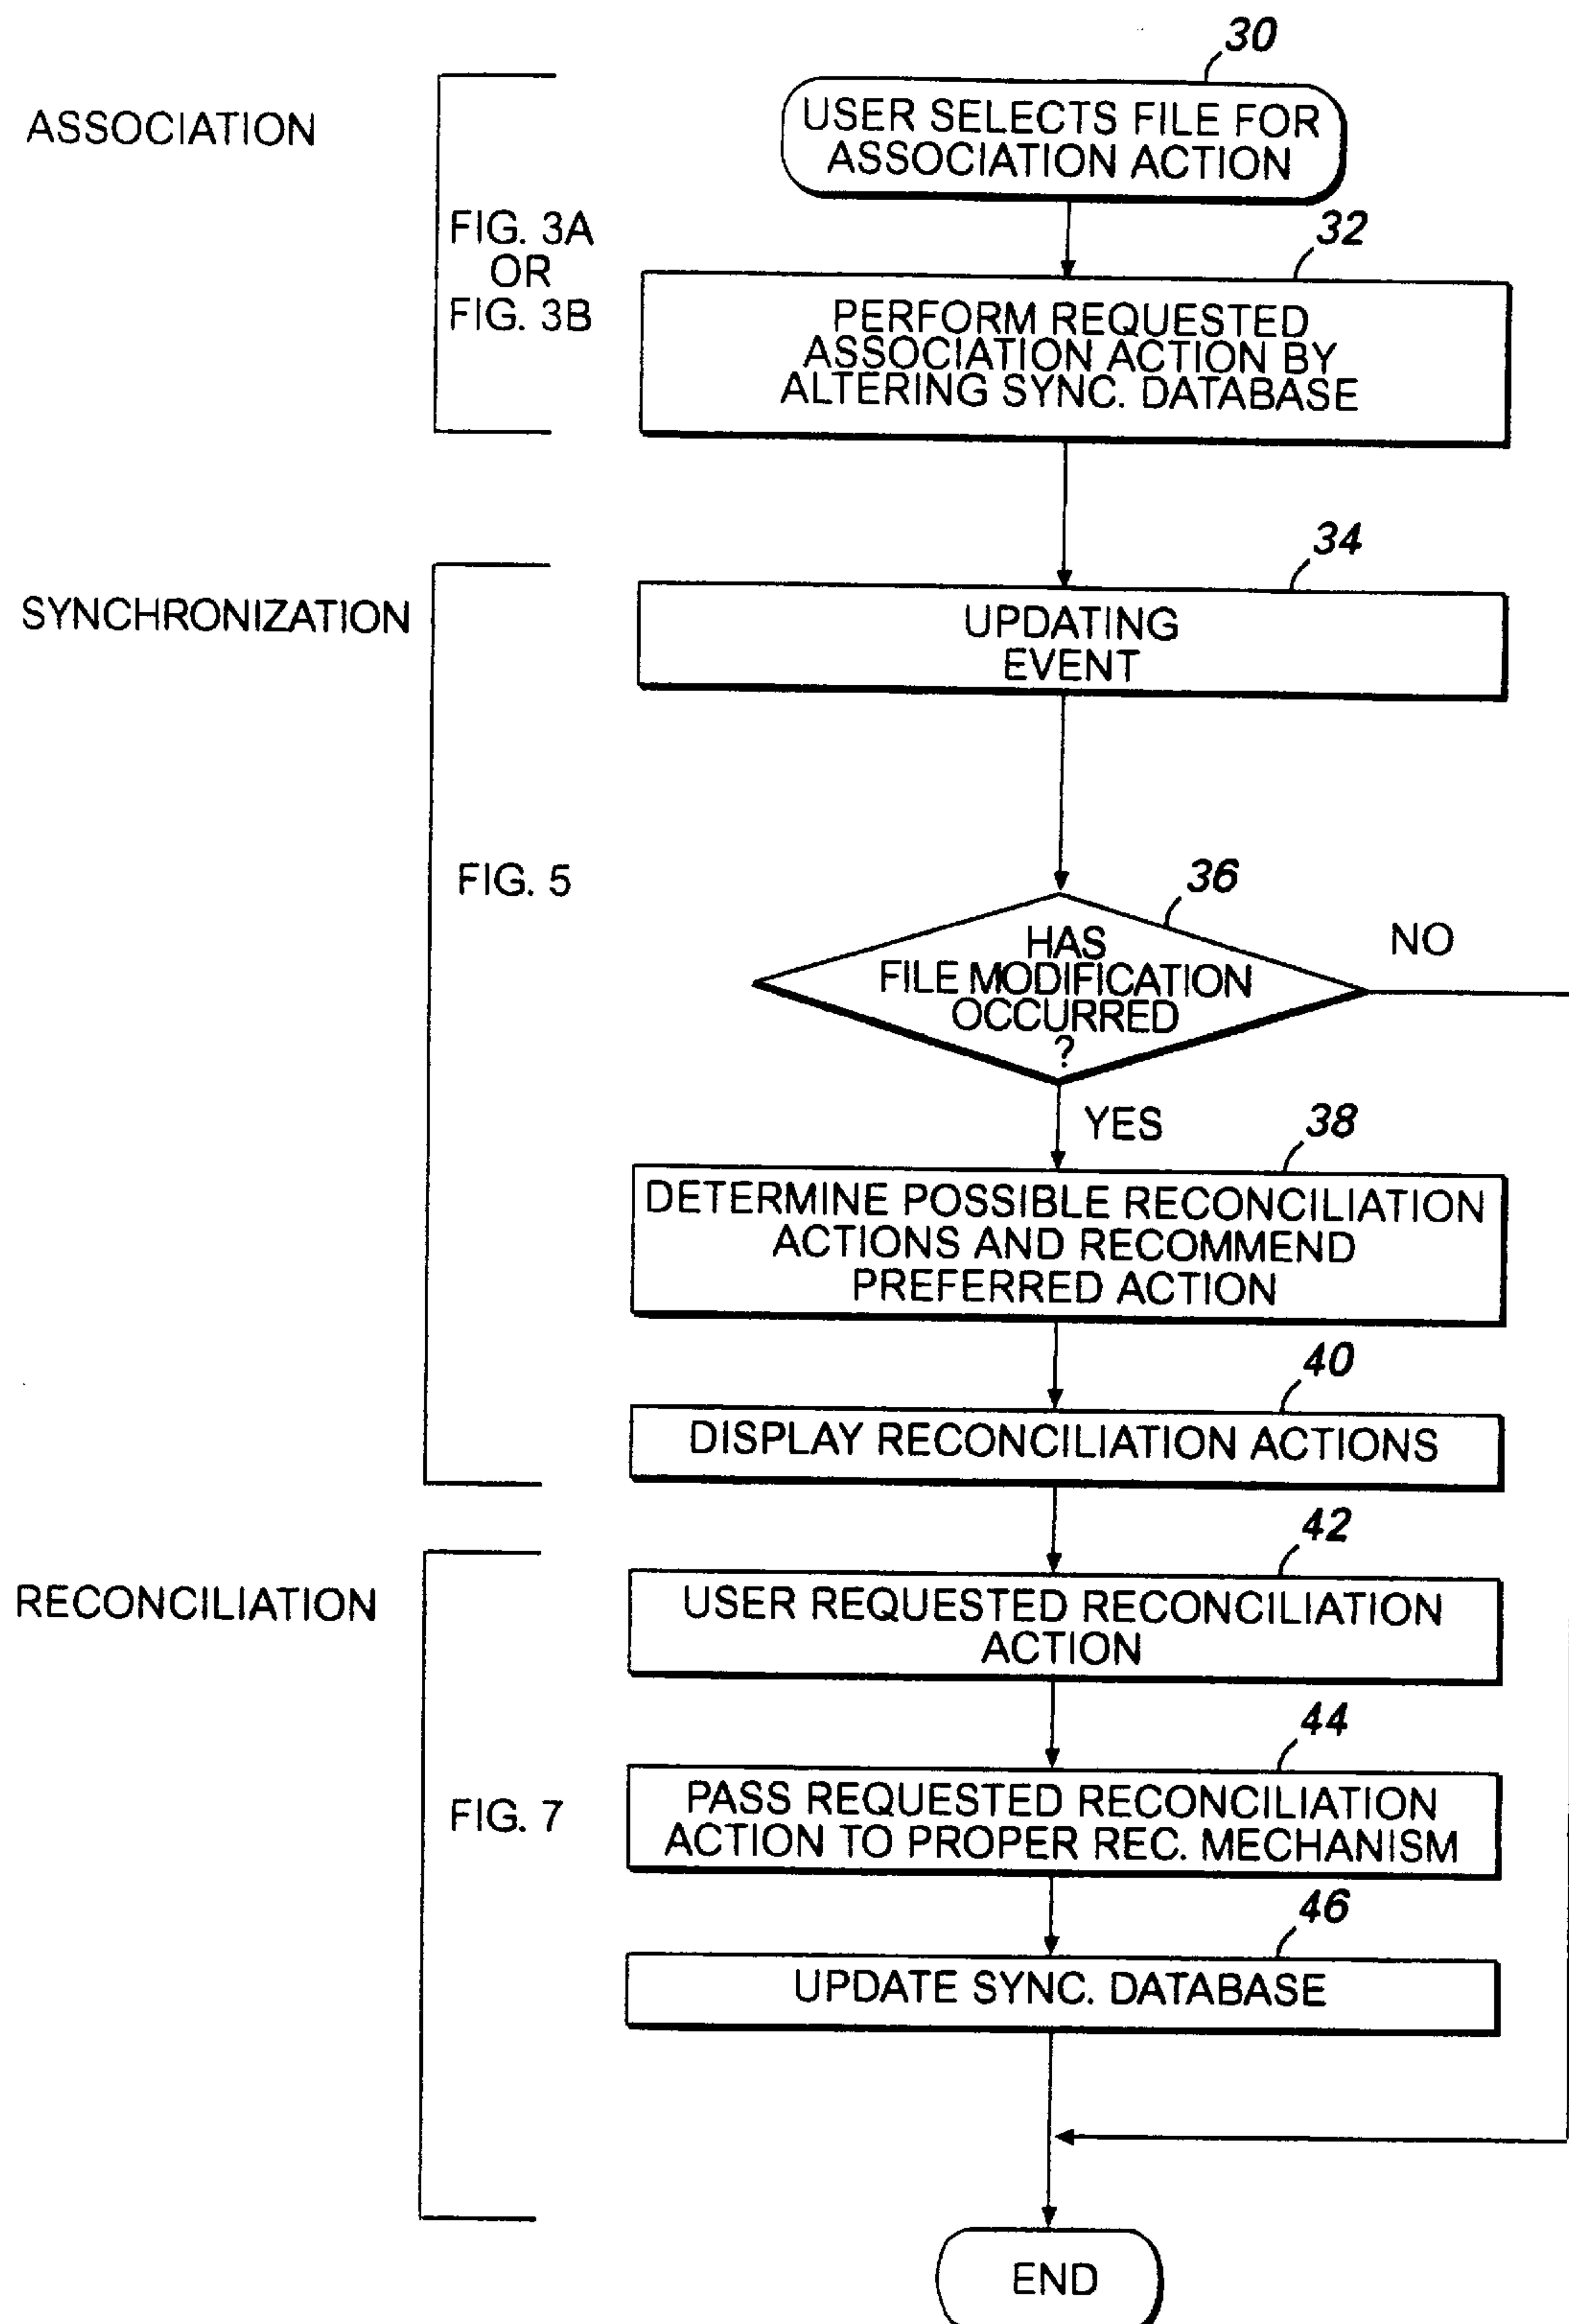 30
ASSOCIATION
USER SELECTS FILE FOR
ASSOCIATION ACTION
FIG. 3A
OR
FIG. 3B
32
PERFORM REQUESTED
ASSOCIATION ACTION BY
ALTERING SYNC. DATABASE
34
SYNCHRONIZATION
UPDATING
EVENT
FIG. 5
36
HAS
FILE MODIFICATION
OCCURRED
?
NO
YES
38
DETERMINE POSSIBLE RECONCILIATION
ACTIONS AND RECOMMEND
PREFERRED ACTION
40
DISPLAY RECONCILIATION ACTIONS
42
RECONCILIATION
USER REQUESTED RECONCILIATION
ACTION
44
FIG. 7
PASS REQUESTED RECONCILIATION
ACTION TO PROPER REC. MECHANISM
46
UPDATE SYNC. DATABASE
END